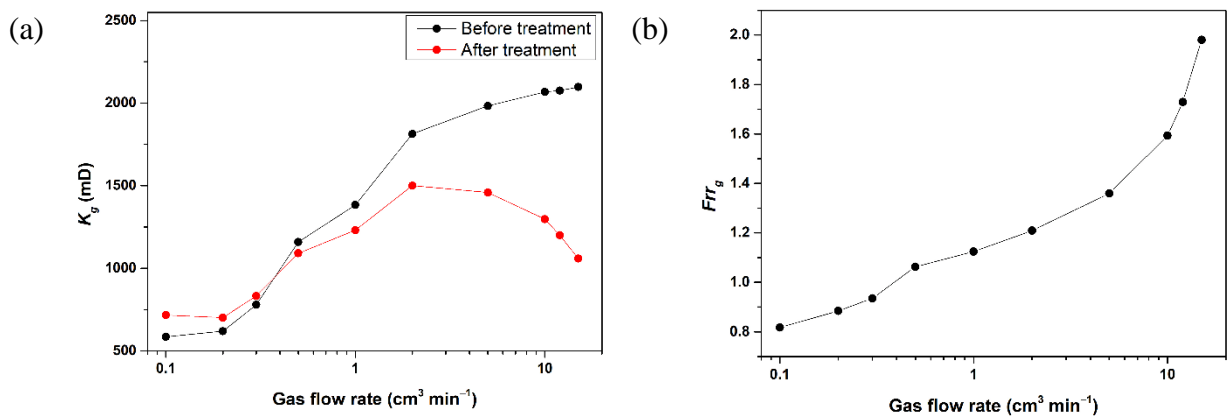 (a)
2500
2000
1500
1000
500
K_g (mD)
Before treatment
After treatment
0.1
1
10
Gas flow rate (cm³ min⁻¹)
(b)
2.0
1.8
1.6
1.4
1.2
1.0
0.8
Frr_g
0.1
1
10
Gas flow rate (cm³ min⁻¹)